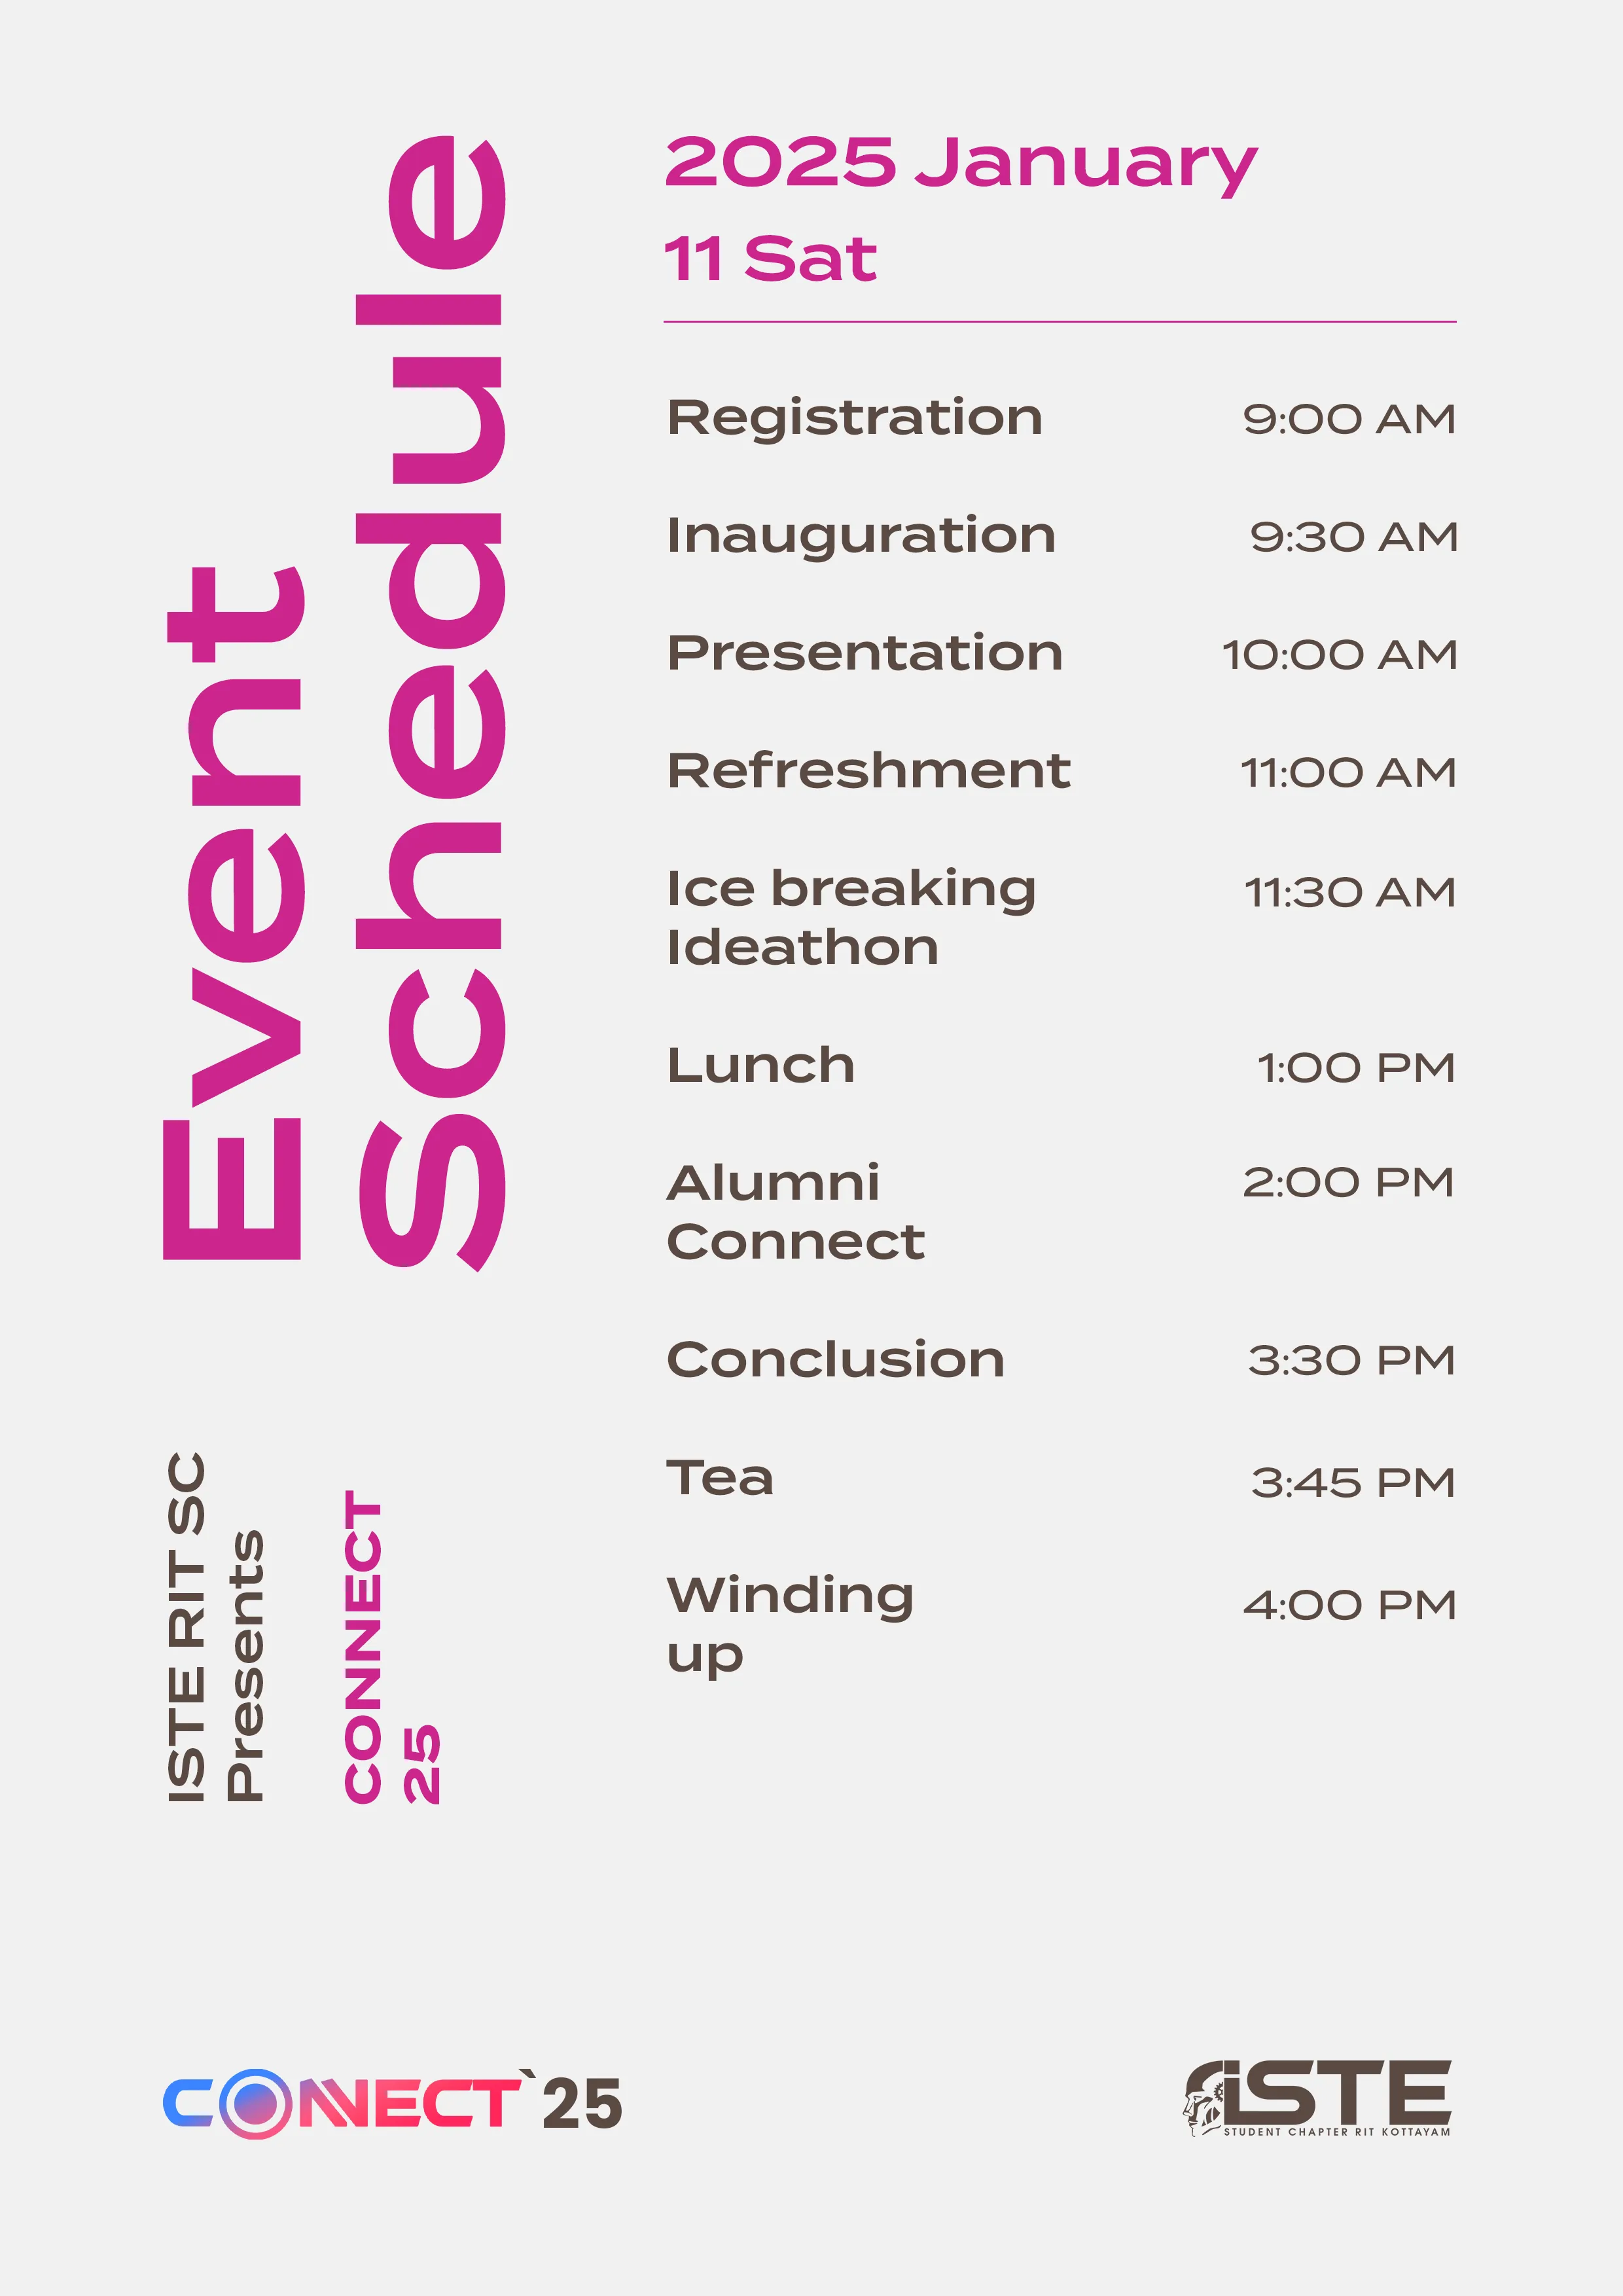 Event
Schedule
2025 January
11 Sat
Registration 9:00 AM
Inauguration 9:30 AM
Presentation 10:00 AM
Refreshment 11:00 AM
Ice breaking 11:30 AM
Ideathon
Lunch 1:00 PM
Alumni 2:00 PM
Connect
Conclusion 3:30 PM
Tea 3:45 PM
Winding 4:00 PM
up
ISTE RIT SC
Presents
CONNECT
25
CONNECT`25
ISTE
STUDENT CHAPTER RIT KOTTAYAM